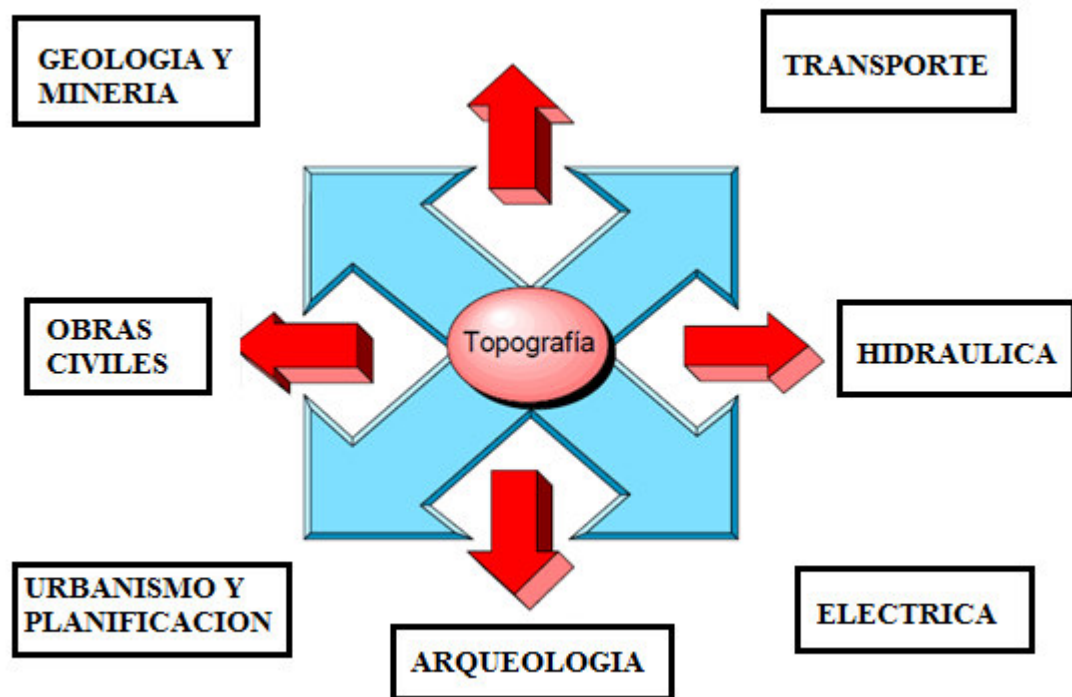 GEOLOGIA Y
MINERIA
TRANSPORTE
OBRAS
CIVILES
Topografía
HIDRAULICA
URBANISMO Y
PLANIFICACION
ELECTRICA
ARQUEOLOGIA